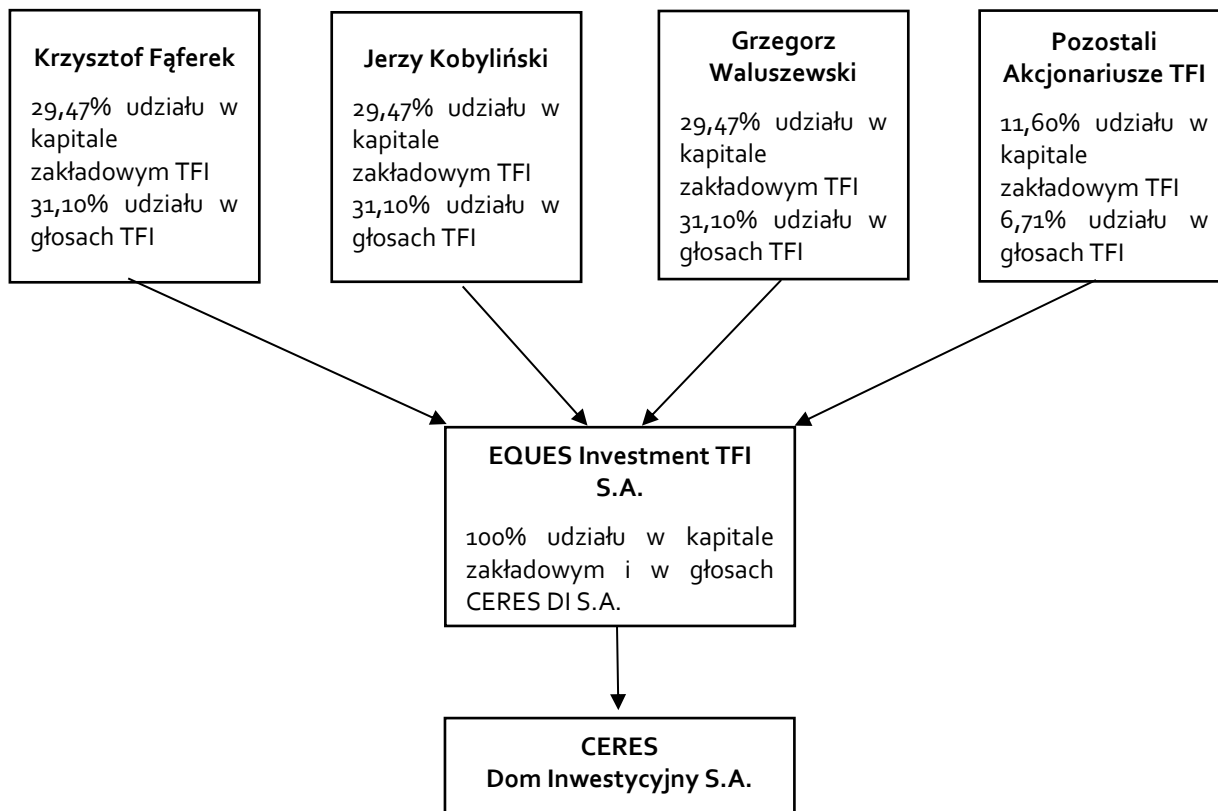 Krzysztof Fąferek
29,47% udziału w
kapitale
zakładowym TFI
31,10% udziału w
głosach TFI
Jerzy Kobyliński
29,47% udziału w
kapitale
zakładowym TFI
31,10% udziału w
głosach TFI
Grzegorz
Waluszewski
29,47% udziału w
kapitale
zakładowym TFI
31,10% udziału w
głosach TFI
Pozostali
Akcjonariusze TFI
11,60% udziału w
kapitale
zakładowym TFI
6,71% udziału w
głosach TFI
EQUES Investment TFI
S.A.
100% udziału w kapitale
zakładowym i w głosach
CERES DI S.A.
CERES
Dom Inwestycyjny S.A.